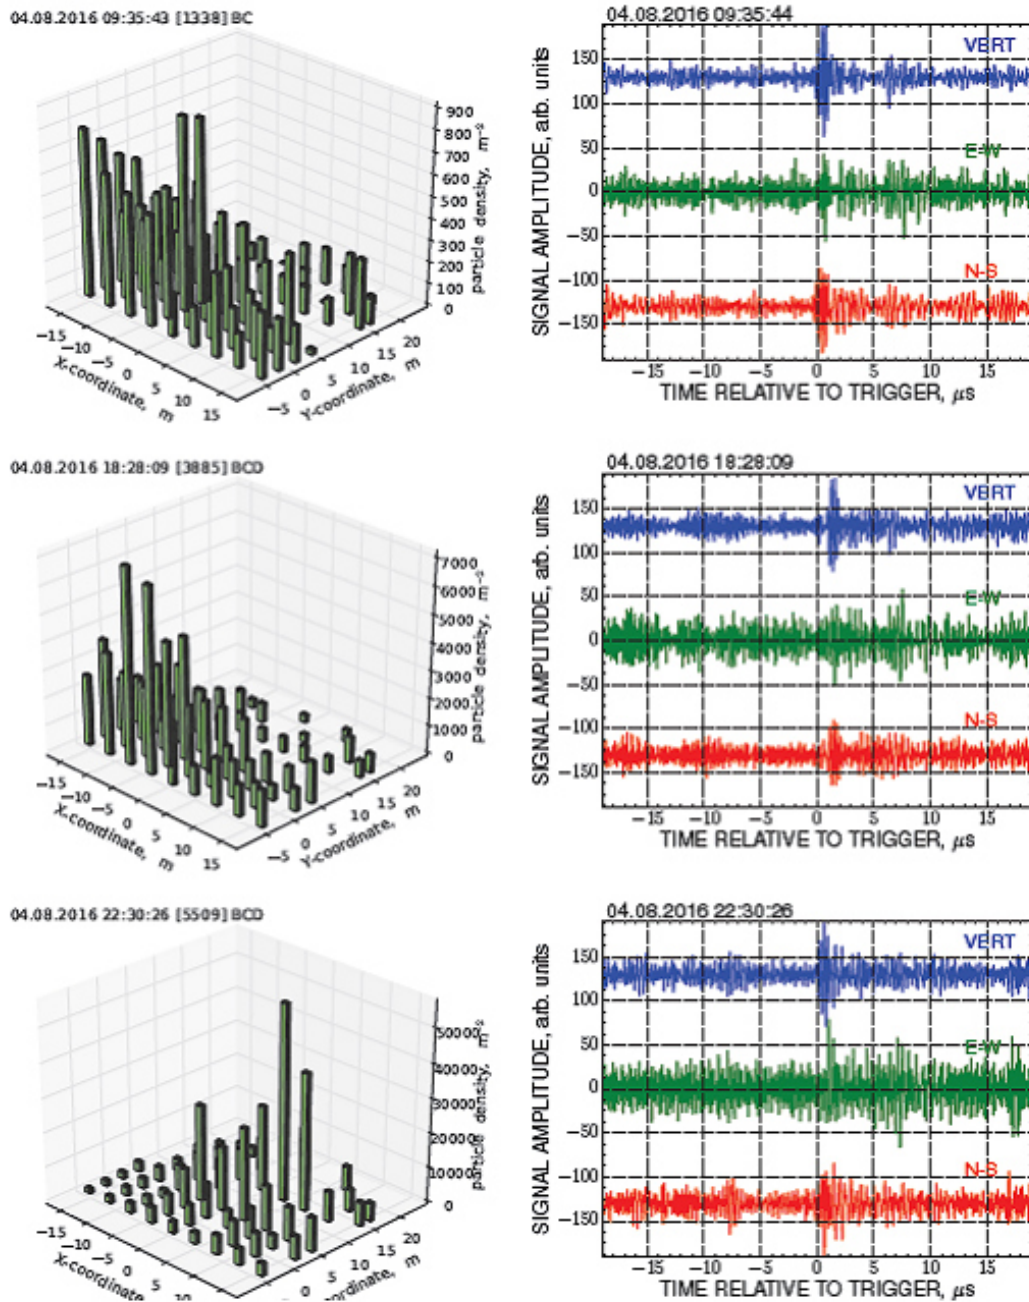 04.08.2016 09:35:43 [1338] BC
900
800
700
600
500
400
300
200
100
0
particle density, m⁻²
−15
−10
−5
0
5
10
15
X-coordinate, m
−5
0
5
10
15
20
Y-coordinate, m
04.08.2016 09:35:44
VERT
E-W
N-S
150
100
50
0
−50
−100
−150
SIGNAL AMPLITUDE, arb. units
−15 −10 −5 0 5 10 15
TIME RELATIVE TO TRIGGER, μs
04.08.2016 18:28:09 [3885] BCD
7000
6000
5000
4000
3000
2000
1000
0
particle density, m⁻²
−15
−10
−5
0
5
10
15
X-coordinate, m
−5
0
5
10
15
20
Y-coordinate, m
04.08.2016 18:28:09
VERT
E-W
N-S
150
100
50
0
−50
−100
−150
SIGNAL AMPLITUDE, arb. units
−15 −10 −5 0 5 10 15
TIME RELATIVE TO TRIGGER, μs
04.08.2016 22:30:26 [5509] BCD
50000
40000
30000
20000
10000
0
particle density, m⁻²
−15
−10
−5
0
5
X-coordinate, m
0
5
10
15
20
coordinate, m
04.08.2016 22:30:26
VERT
E-W
N-S
150
100
50
0
−50
−100
−150
SIGNAL AMPLITUDE, arb. units
−15 −10 −5 0 5 10 15
TIME RELATIVE TO TRIGGER, μs